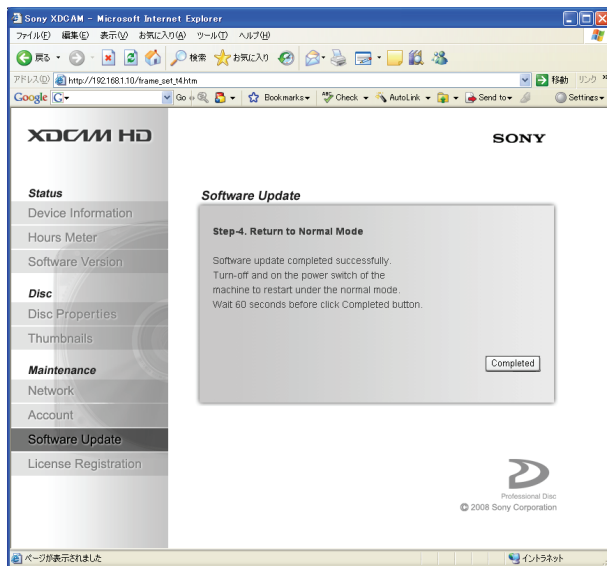 Sony XDCAM - Microsoft Internet Explorer
ファイル(F) 編集(E) 表示(V) お気に入り(A) ツール(T) ヘルプ(H)
戻る 検索 お気に入り
アドレス(D) http://192.168.1.10/frame_set_t4.htm 移動 リンク »
Google G Go Bookmarks Check AutoLink Send to Settings
XDCAM HD
SONY
Status
Device Information
Hours Meter
Software Version
Disc
Disc Properties
Thumbnails
Maintenance
Network
Account
Software Update
License Registration
Software Update
Step-4. Return to Normal Mode
Software update completed successfully.
Turn-off and on the power switch of the
machine to restart under the normal mode.
Wait 60 seconds before click Completed button.
Completed
Professional Disc
© 2008 Sony Corporation
ページが表示されました イントラネット